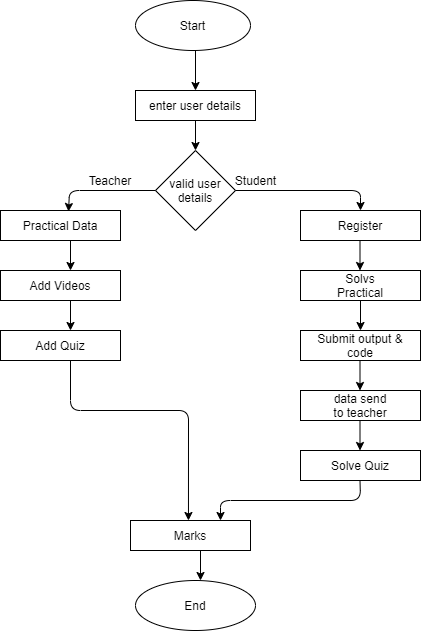 Start
enter user details
Teacher
valid user
details
Student
Practical Data
Register
Add Videos
Solvs
Practical
Add Quiz
Submit output &
code
data send
to teacher
Solve Quiz
Marks
End